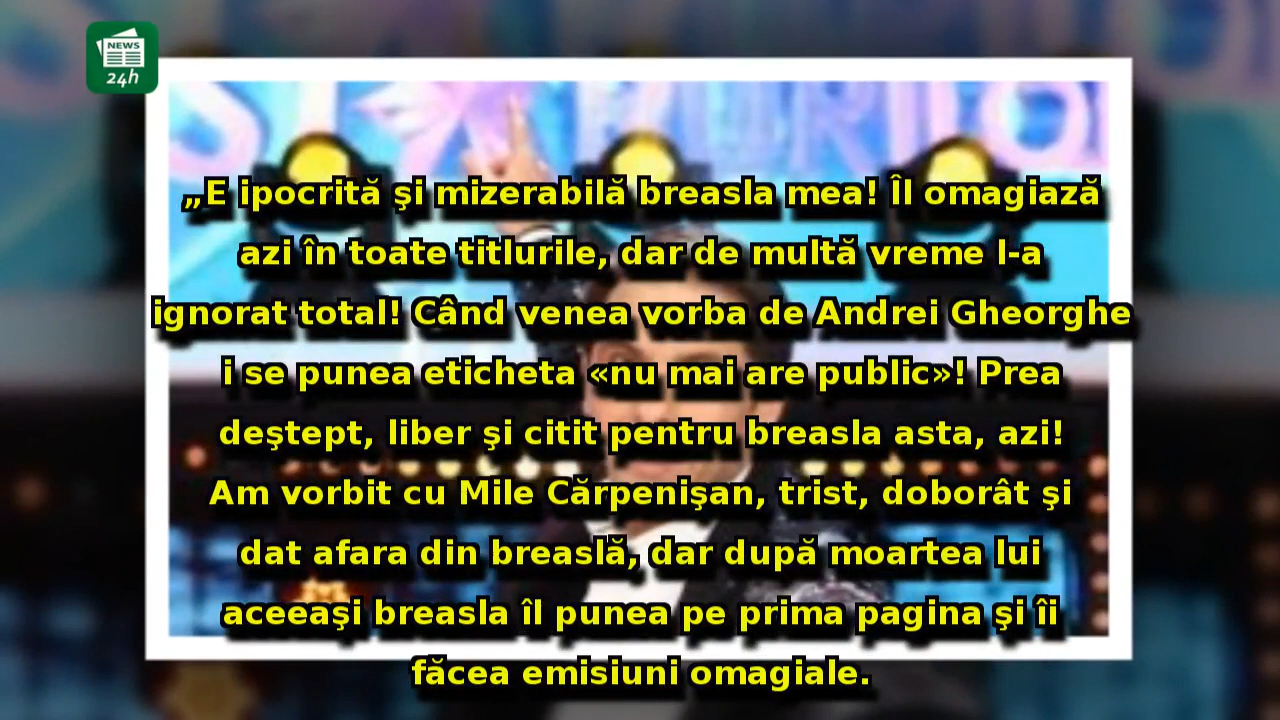 NEWS
24h
„E ipocrită şi mizerabilă breasla mea! Îl omagiază
azi în toate titlurile, dar de multă vreme l-a
ignorat total! Când venea vorba de Andrei Gheorghe
i se punea eticheta «nu mai are public»! Prea
deştept, liber şi citit pentru breasla asta, azi!
Am vorbit cu Mile Cărpenişan, trist, doborât şi
dat afara din breaslă, dar după moartea lui
aceeaşi breasla îl punea pe prima pagina şi îi
făcea emisiuni omagiale.